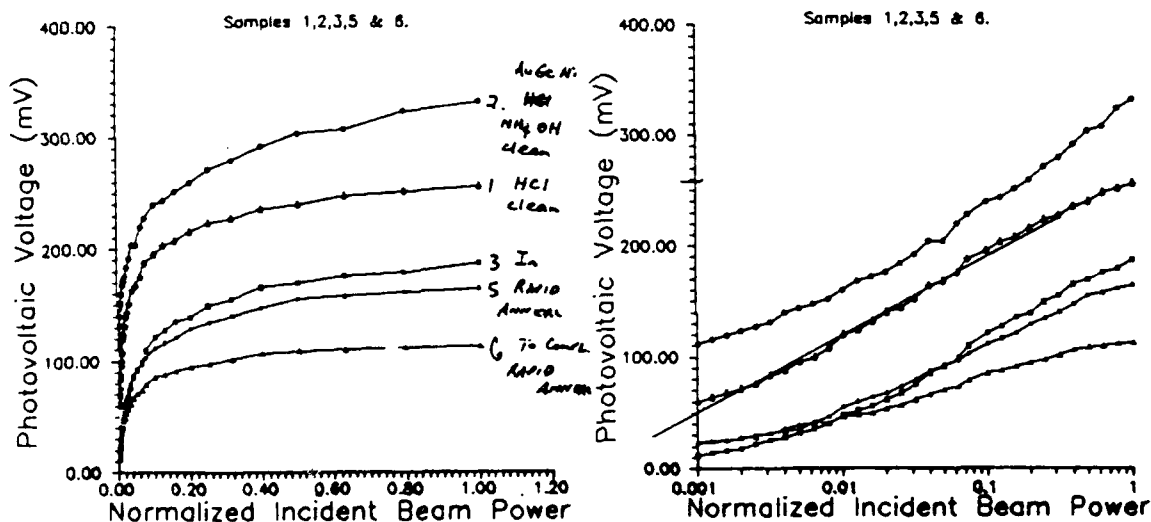 Samples 1,2,3,5 & 6.
400.00
300.00
200.00
100.00
0.00
Photovoltaic Voltage (mV)
AuGe Ni
2. HCl
NH4OH
clean
1 HCl
clean
3 In
5 RAPID
ANNEAL
6
RAPID
ANNEAL
0.00 0.20 0.40 0.60 0.80 1.00 1.20
Normalized Incident Beam Power
Samples 1,2,3,5 & 6.
400.00
300.00
200.00
100.00
0.00
Photovoltaic Voltage (mV)
0.001 0.01 0.1 1
Normalized Incident Beam Power